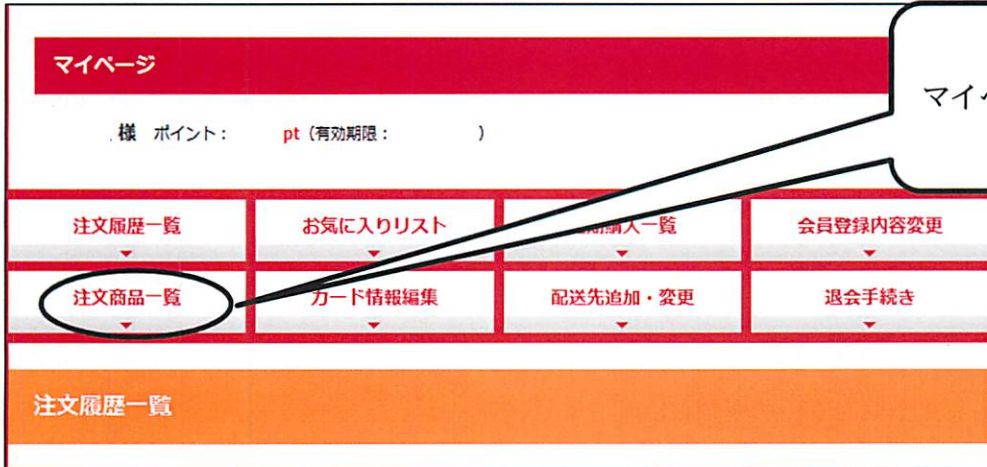 マイページ
マイペ
様 ポイント： pt（有効期限： ）
注文履歴一覧
お気に入りリスト
購入一覧
会員登録内容変更
注文商品一覧
カード情報編集
配送先追加・変更
退会手続き
注文履歴一覧